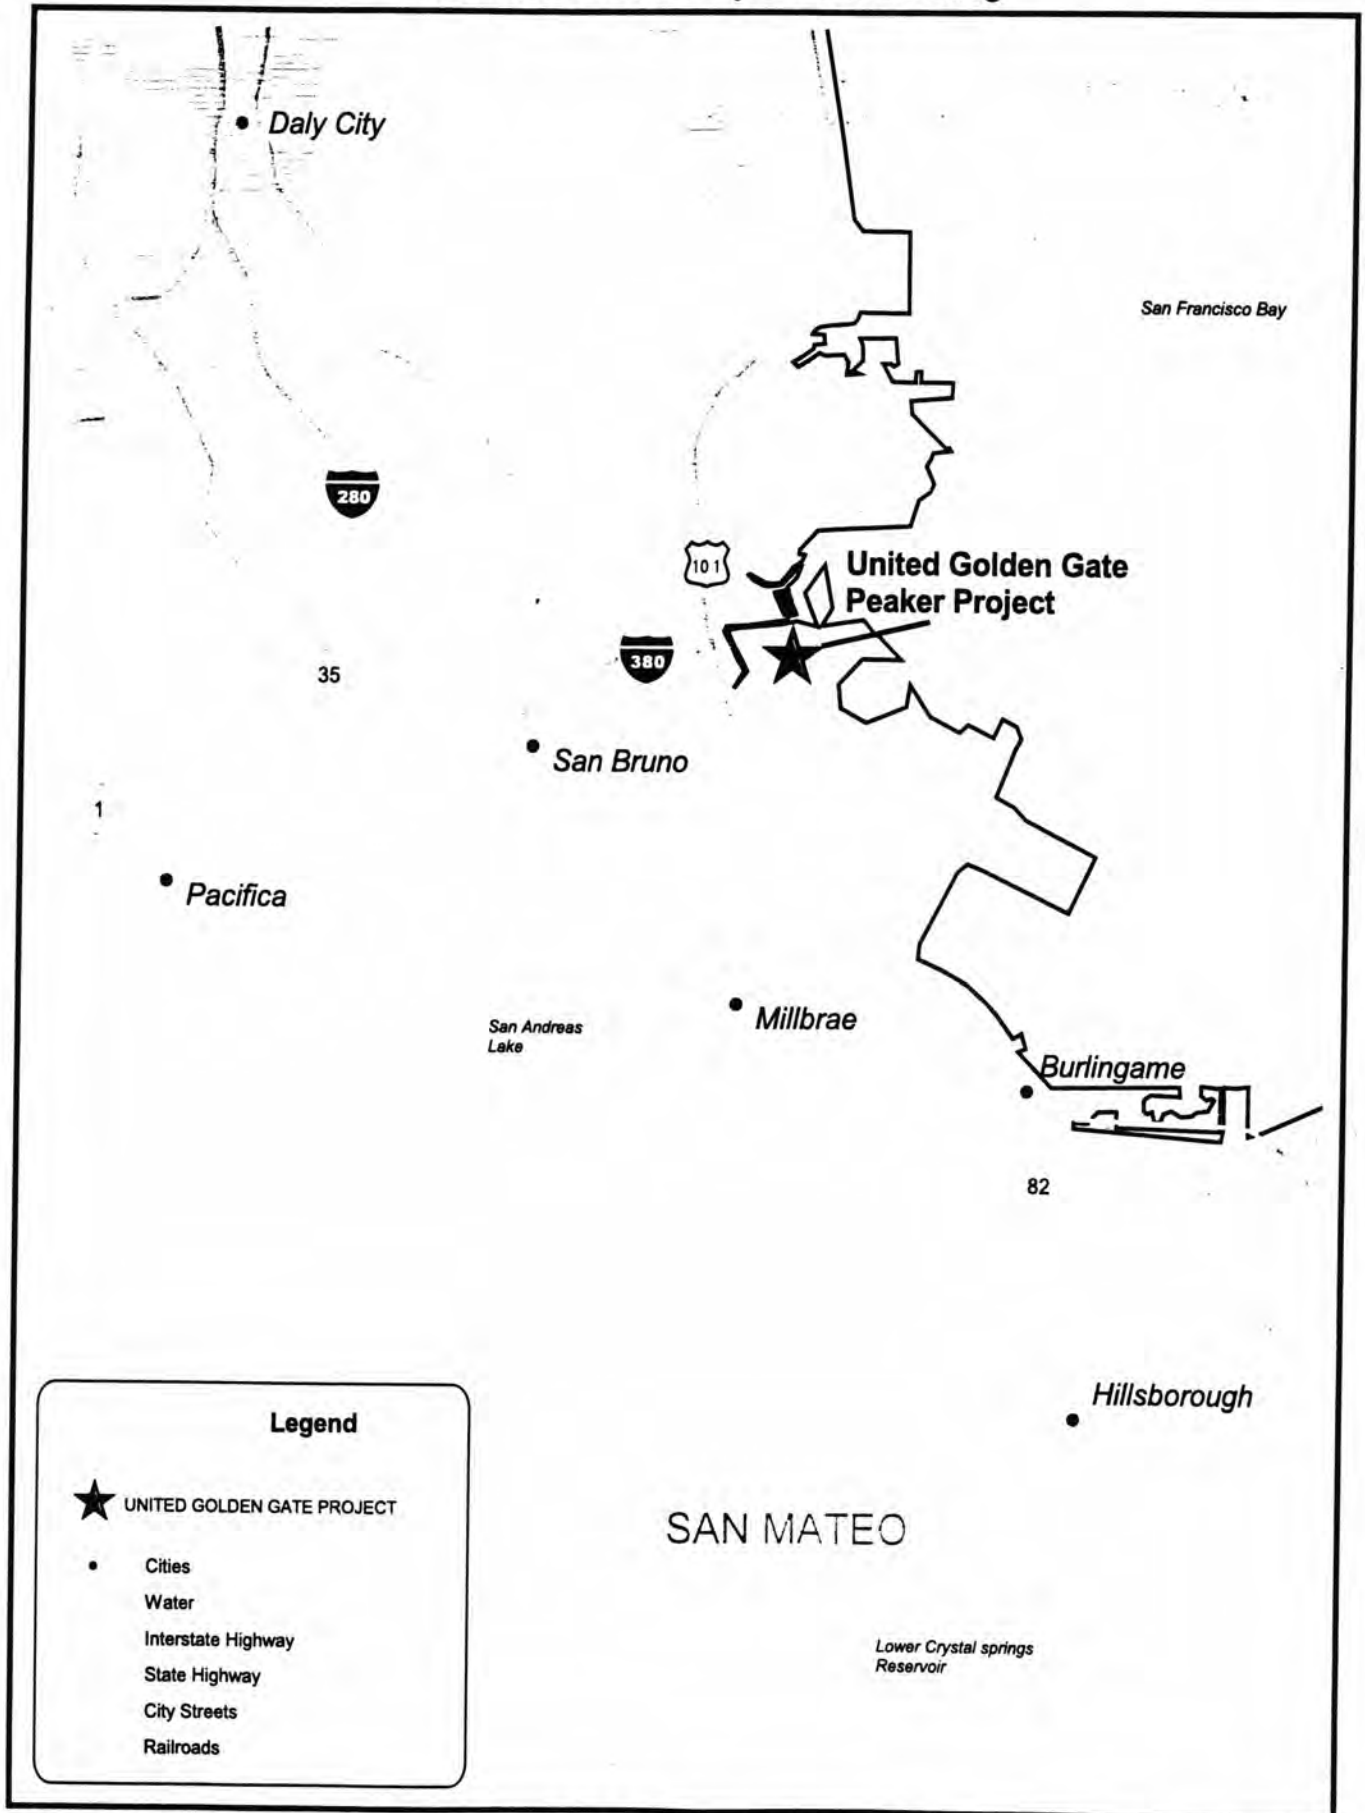 Daly City
San Francisco Bay
280
101
United Golden Gate
Peaker Project
380
35
San Bruno
1
Pacifica
San Andreas
Lake
Millbrae
Burlingame
82
Hillsborough
Legend
UNITED GOLDEN GATE PROJECT
SAN MATEO
Cities
Water
Interstate Highway
State Highway
City Streets
Railroads
Lower Crystal springs
Reservoir